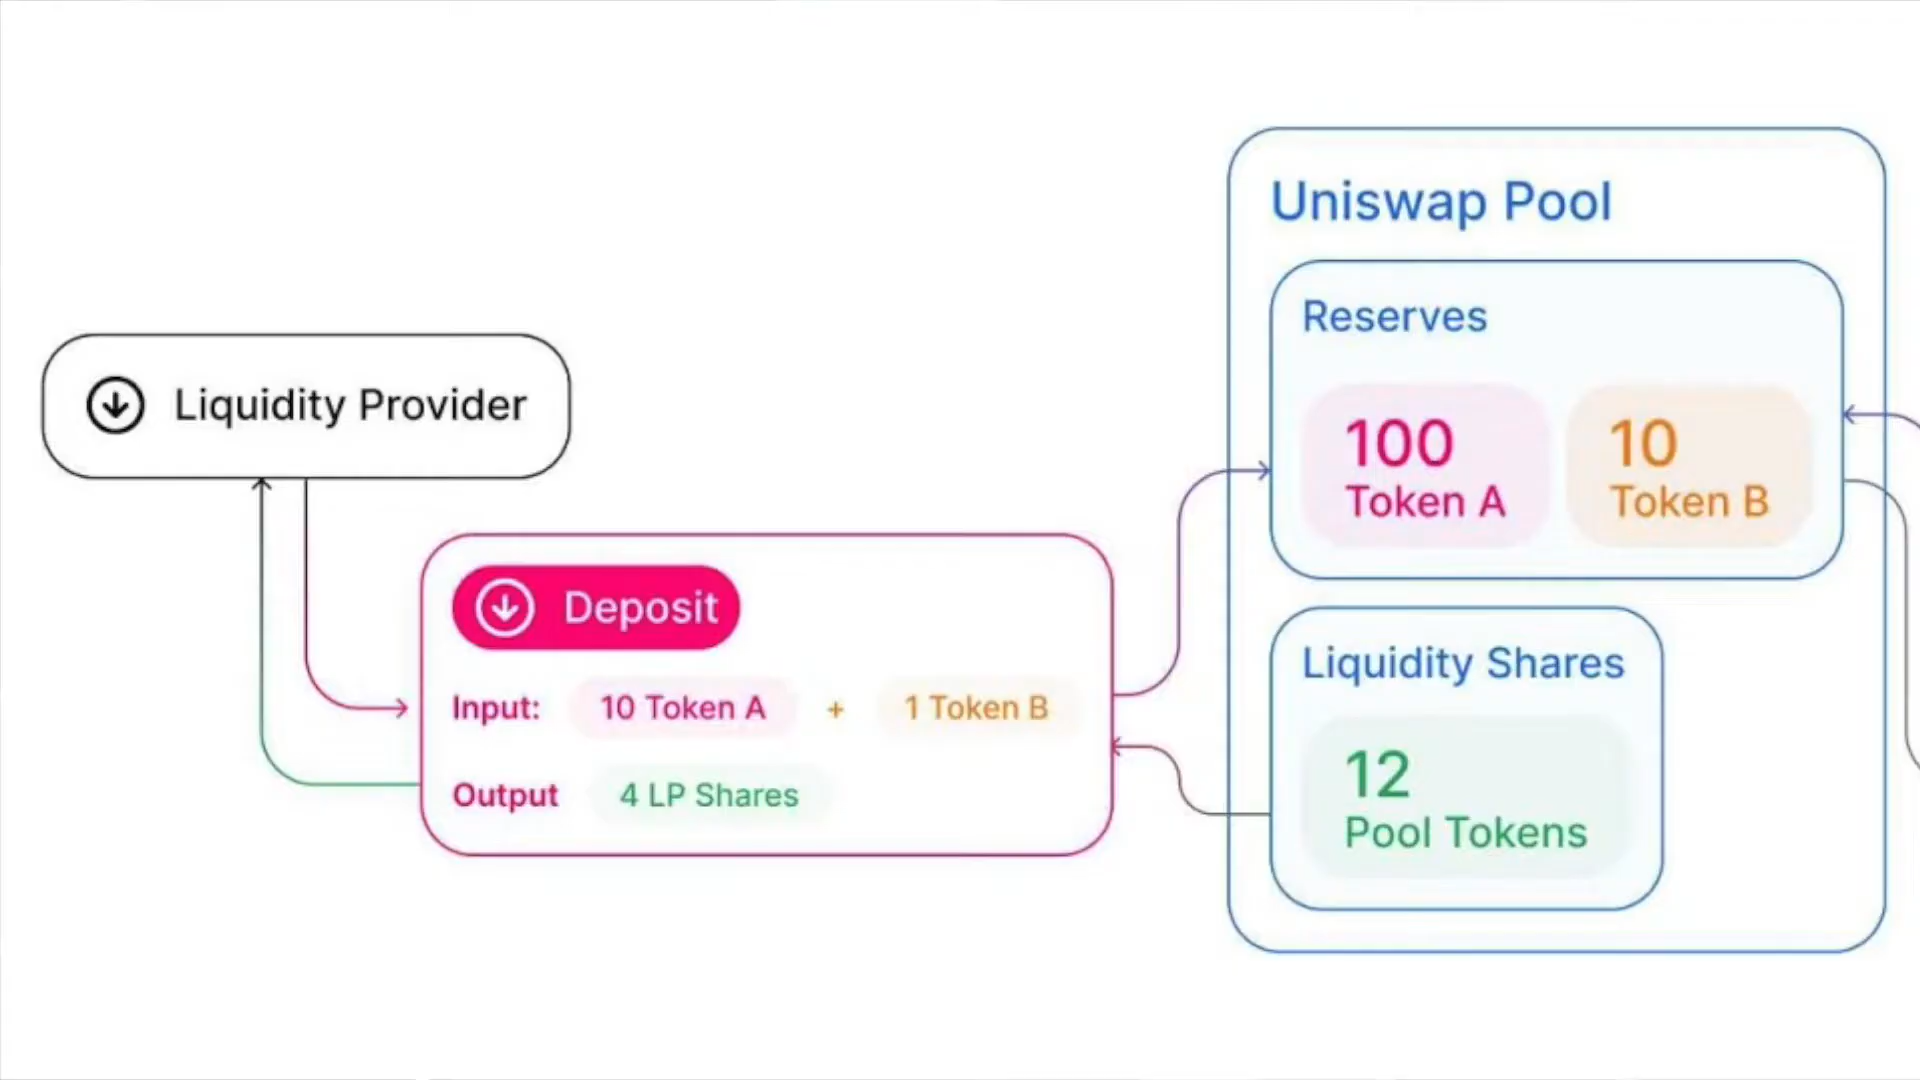 Liquidity Provider
Deposit
Input: 10 Token A + 1 Token B
Output 4 LP Shares
Uniswap Pool
Reserves
100
Token A
10
Token B
Liquidity Shares
12
Pool Tokens